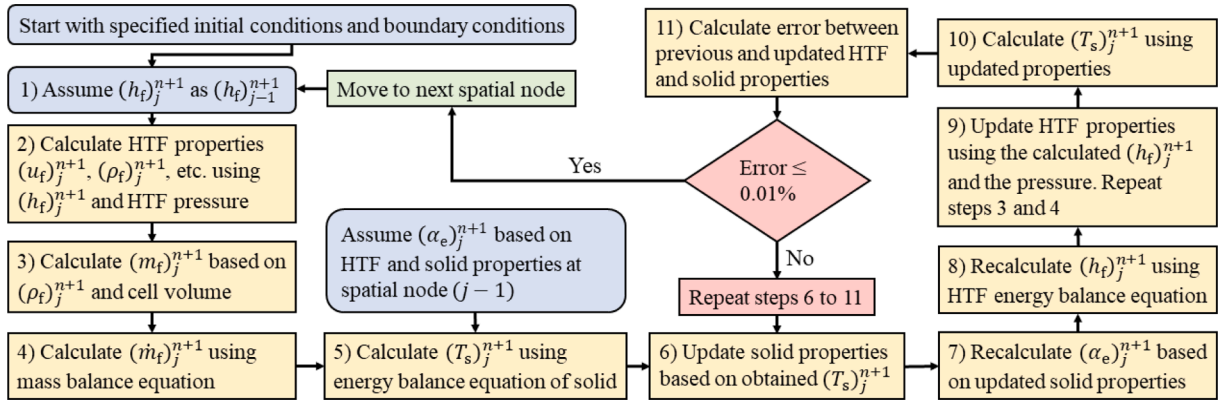 Start with specified initial conditions and boundary conditions
1) Assume (h_f)_j^{n+1} as (h_f)_{j−1}^{n+1}
Move to next spatial node
2) Calculate HTF properties
(u_f)_j^{n+1}, (ρ_f)_j^{n+1}, etc. using
(h_f)_j^{n+1} and HTF pressure
3) Calculate (m_f)_j^{n+1} based on
(ρ_f)_j^{n+1} and cell volume
4) Calculate (ṁ_f)_j^{n+1} using
mass balance equation
Assume (α_e)_j^{n+1} based on
HTF and solid properties at
spatial node (j − 1)
5) Calculate (T_s)_j^{n+1} using
energy balance equation of solid
6) Update solid properties
based on obtained (T_s)_j^{n+1}
7) Recalculate (α_e)_j^{n+1} based
on updated solid properties
8) Recalculate (h_f)_j^{n+1} using
HTF energy balance equation
9) Update HTF properties
using the calculated (h_f)_j^{n+1}
and the pressure. Repeat
steps 3 and 4
10) Calculate (T_s)_j^{n+1} using
updated properties
11) Calculate error between
previous and updated HTF
and solid properties
Error ≤
0.01%
Yes
No
Repeat steps 6 to 11